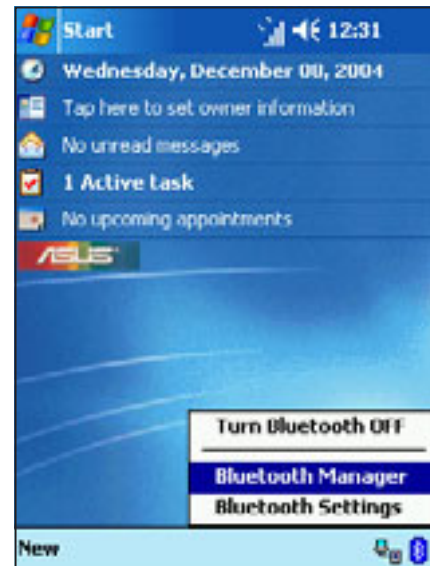 Start 12:31
Wednesday, December 08, 2004
Tap here to set owner information
No unread messages
1 Active task
No upcoming appointments
ASUS
Turn Bluetooth OFF
Bluetooth Manager
Bluetooth Settings
New